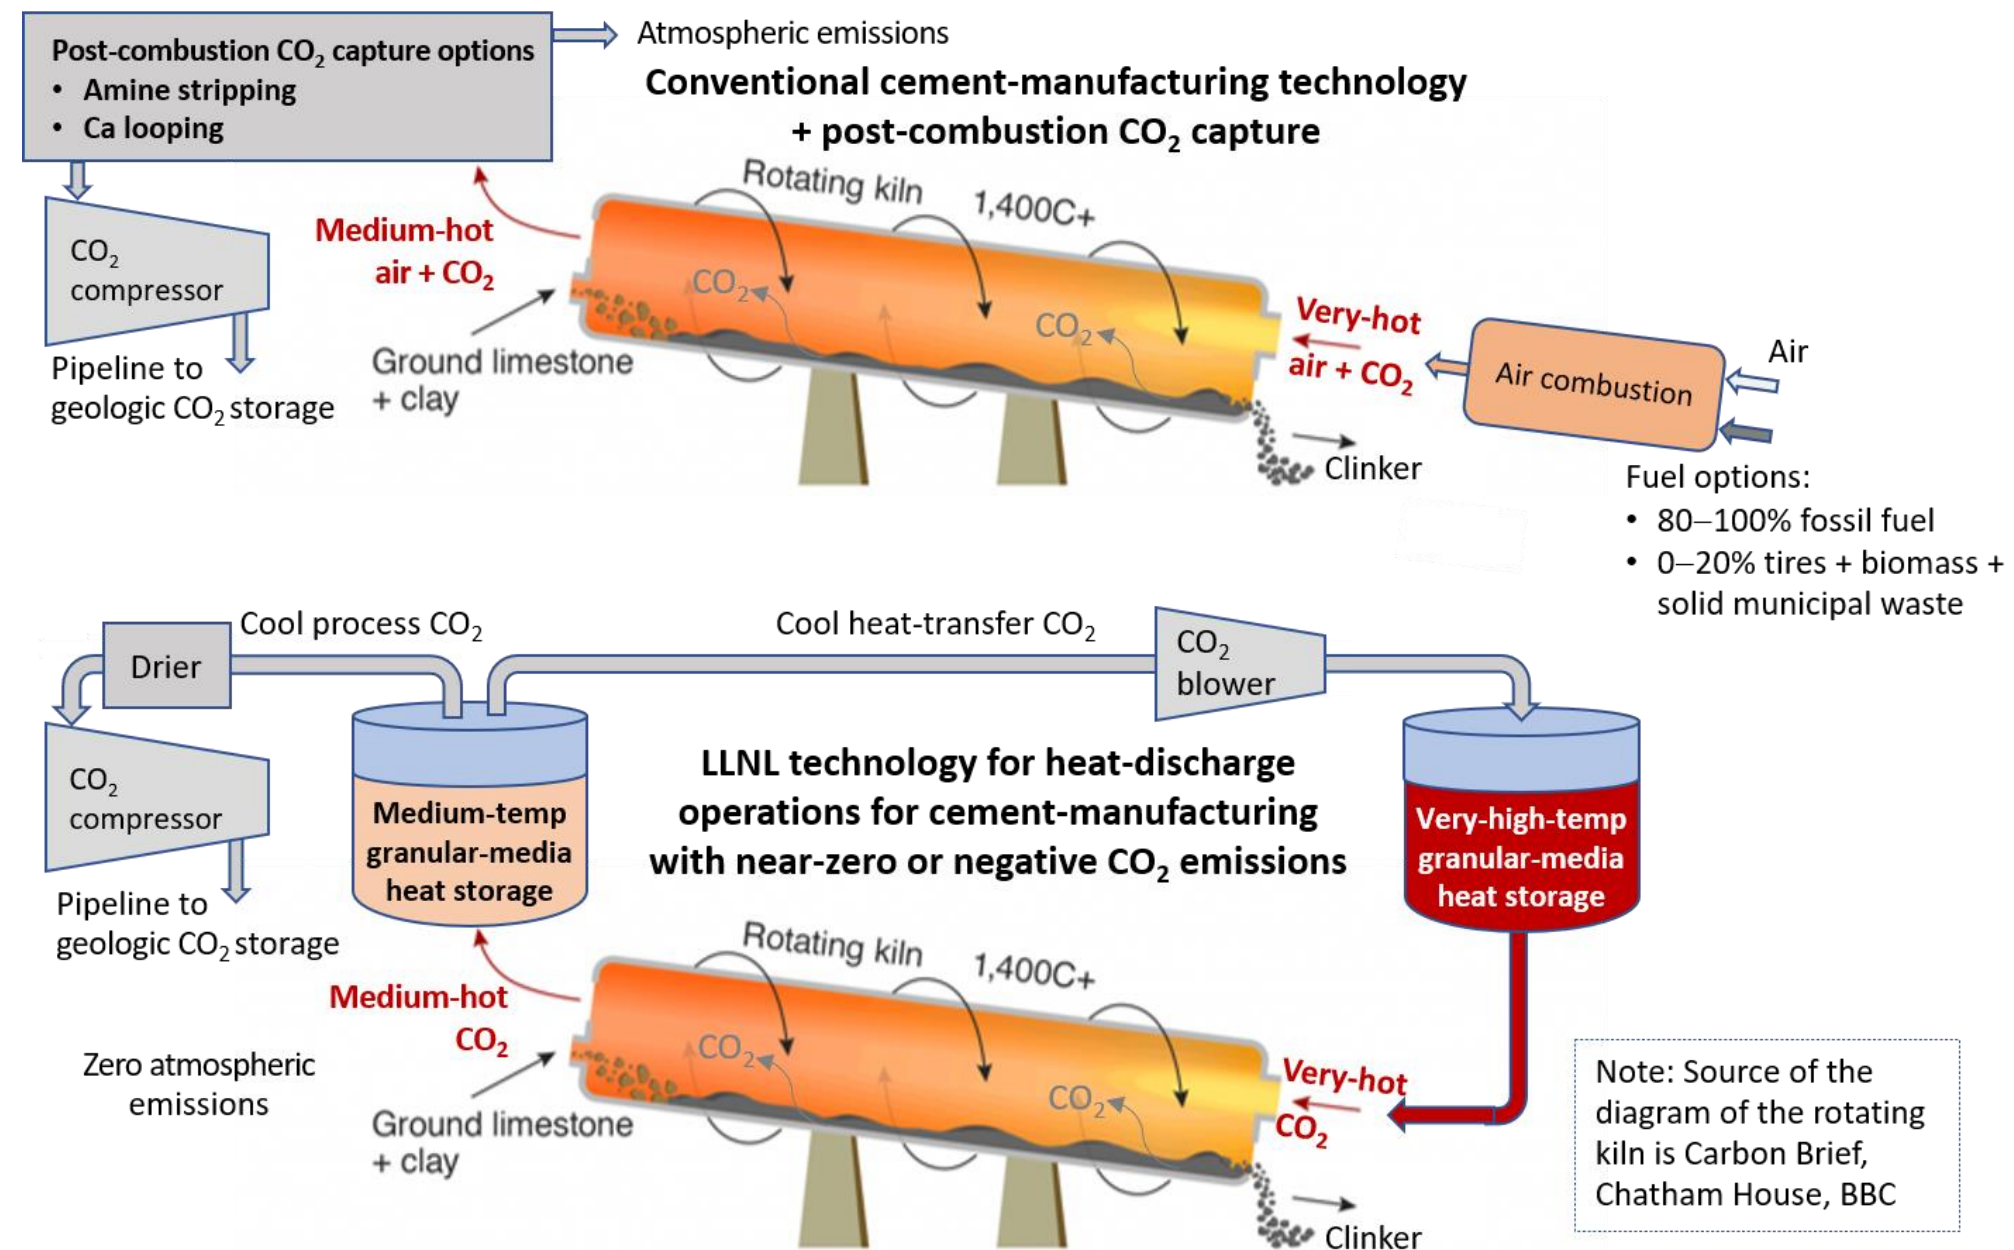 Post-combustion CO₂ capture options
• Amine stripping
• Ca looping
Atmospheric emissions
Conventional cement-manufacturing technology
+ post-combustion CO₂ capture
CO₂
compressor
Pipeline to
geologic CO₂ storage
Medium-hot
air + CO₂
Ground limestone
+ clay
Rotating kiln
1,400C+
CO₂
CO₂
Very-hot
air + CO₂
Air combustion
Air
Clinker
Fuel options:
• 80–100% fossil fuel
• 0–20% tires + biomass +
solid municipal waste
Drier
Cool process CO₂
Cool heat-transfer CO₂
CO₂
blower
CO₂
compressor
Pipeline to
geologic CO₂ storage
Medium-temp
granular-media
heat storage
LLNL technology for heat-discharge
operations for cement-manufacturing
with near-zero or negative CO₂ emissions
Very-high-temp
granular-media
heat storage
Medium-hot
CO₂
Zero atmospheric
emissions
Ground limestone
+ clay
Rotating kiln
1,400C+
CO₂
CO₂
Very-hot
CO₂
Clinker
Note: Source of the
diagram of the rotating
kiln is Carbon Brief,
Chatham House, BBC